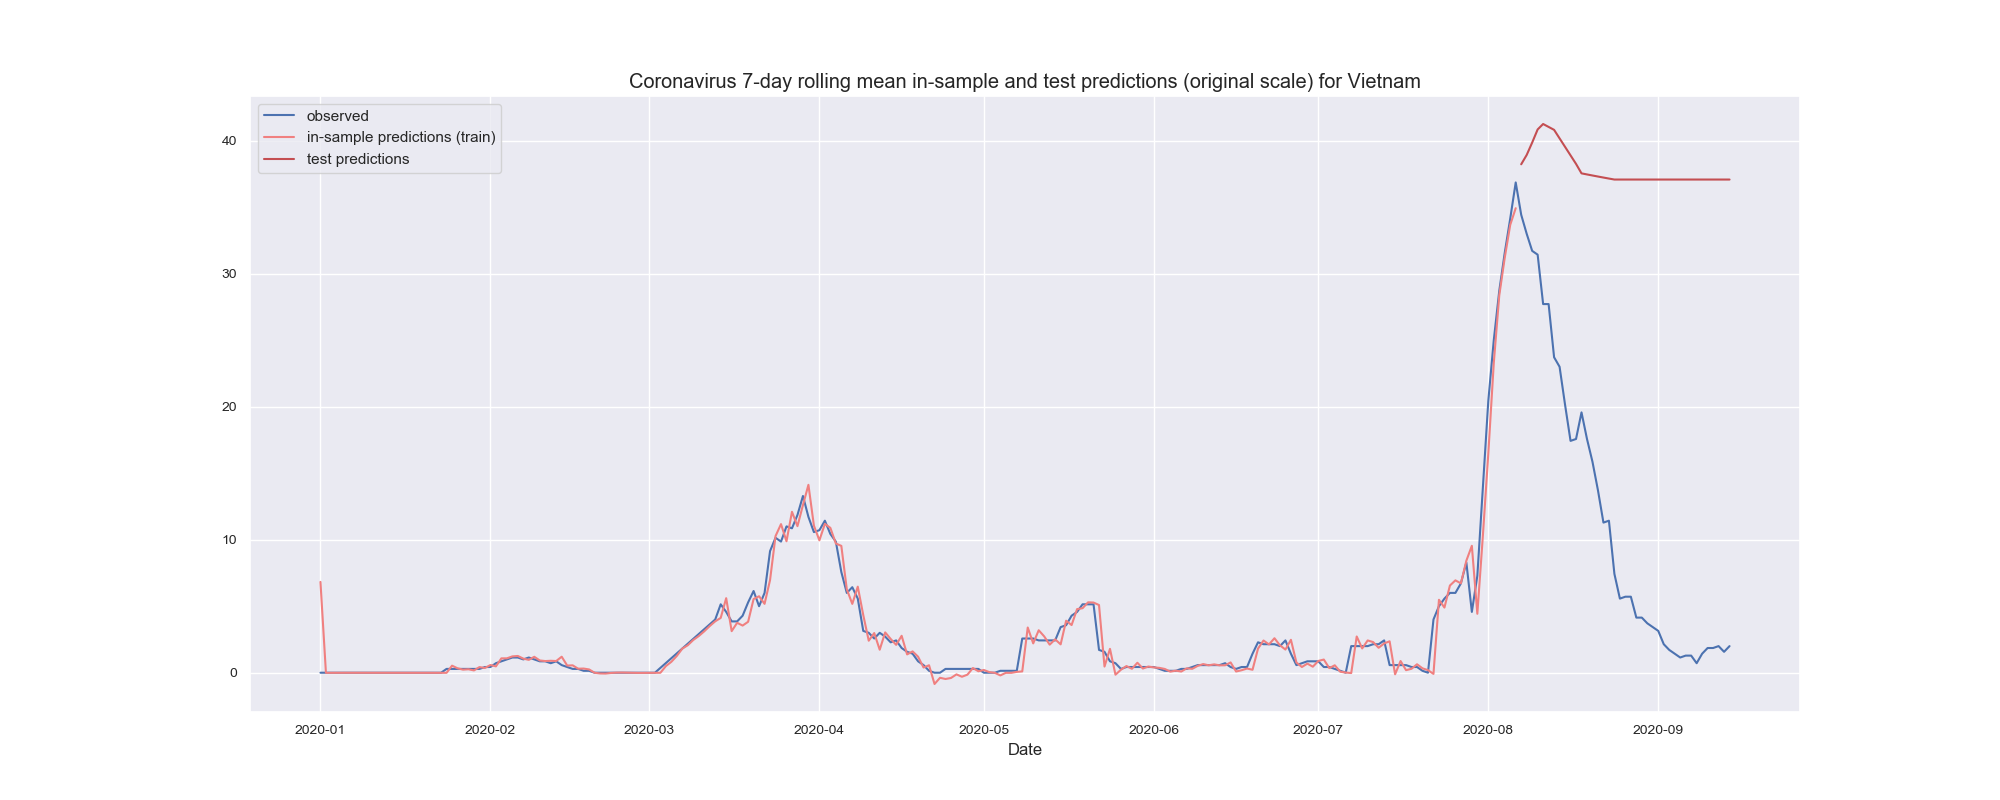 Coronavirus 7-day rolling mean in-sample and test predictions (original scale) for Vietnam
observed
in-sample predictions (train)
test predictions
40
30
20
10
0
2020-01 2020-02 2020-03 2020-04 2020-05 2020-06 2020-07 2020-08 2020-09
Date